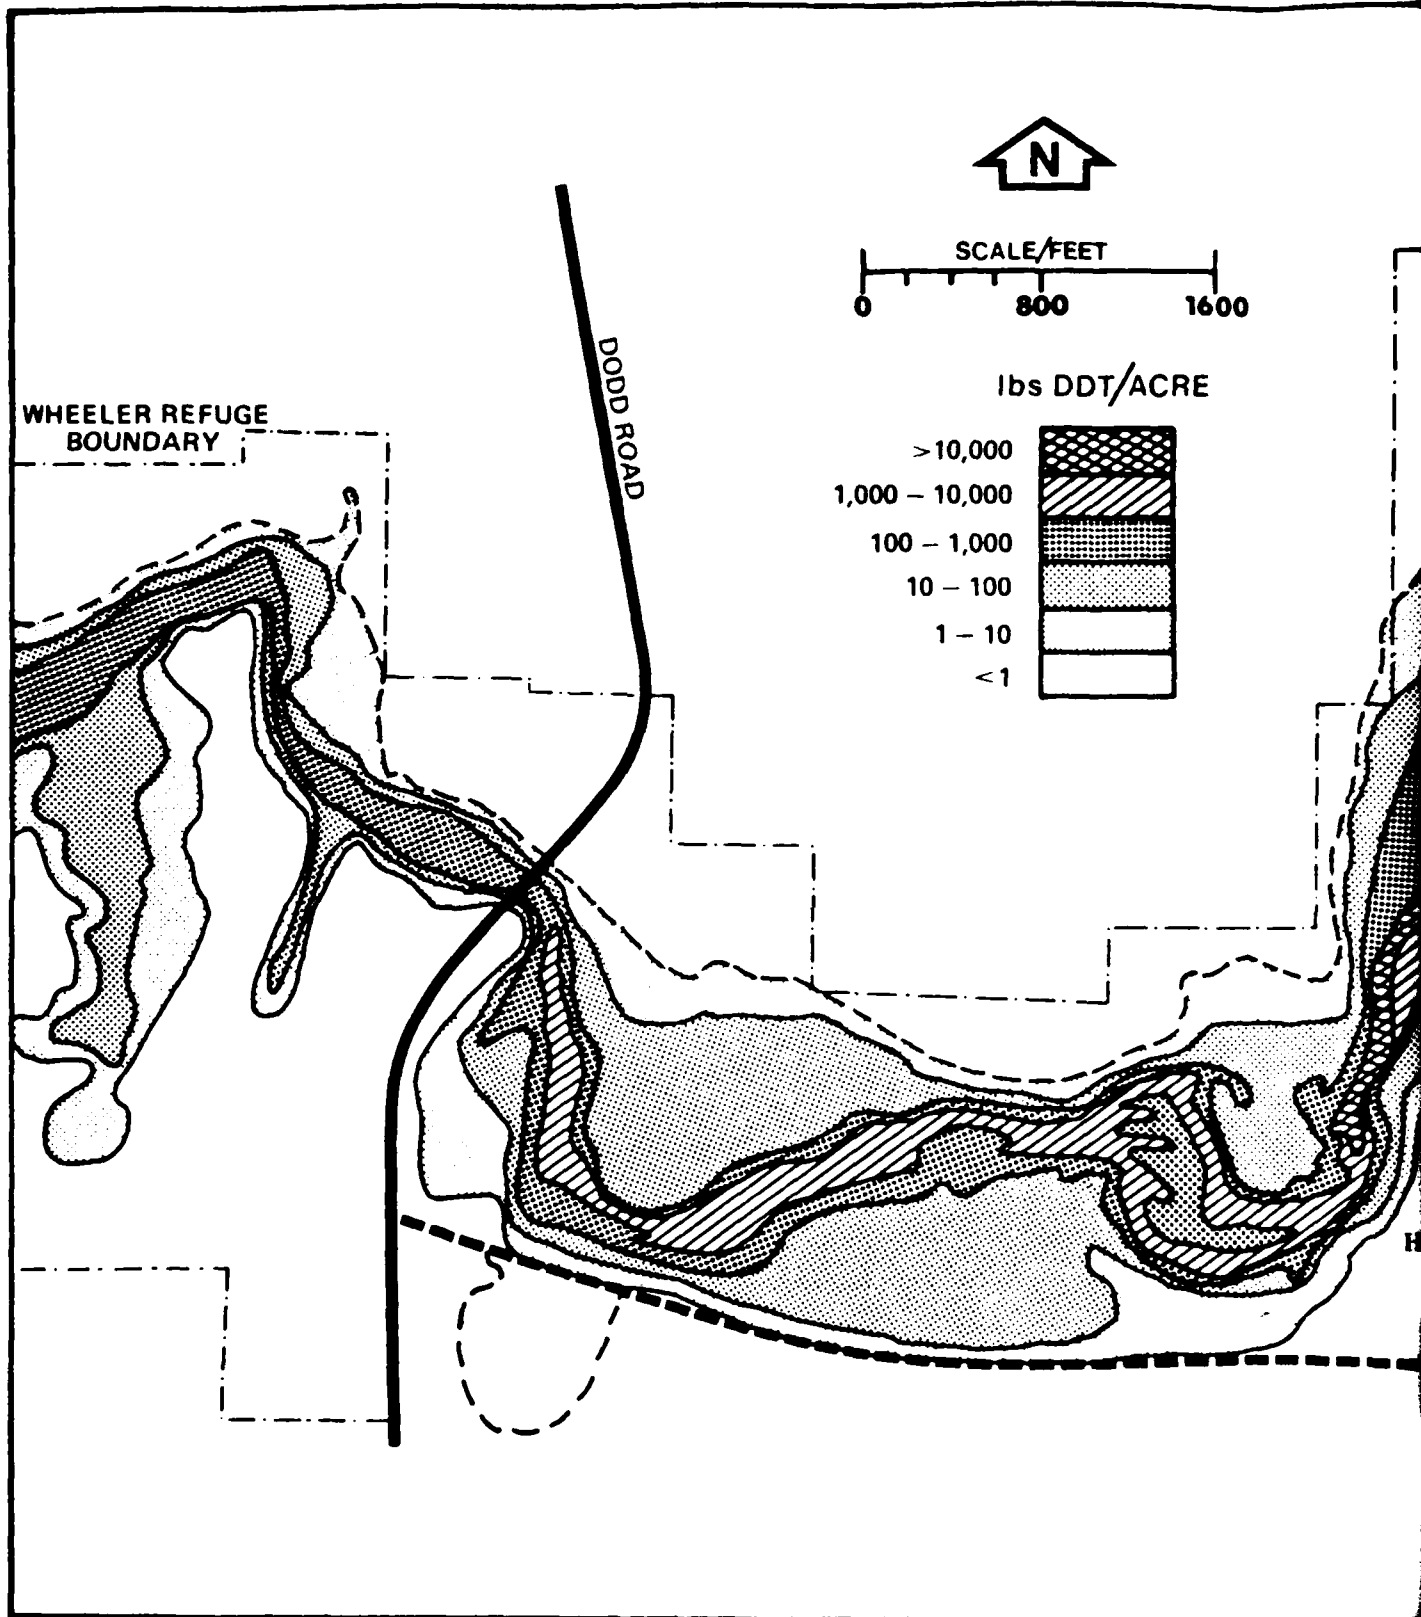 N
SCALE/FEET
0 800 1600
lbs DDT/ACRE
>10,000
1,000 – 10,000
100 – 1,000
10 – 100
1 – 10
<1
DODD ROAD
WHEELER REFUGE
BOUNDARY
H